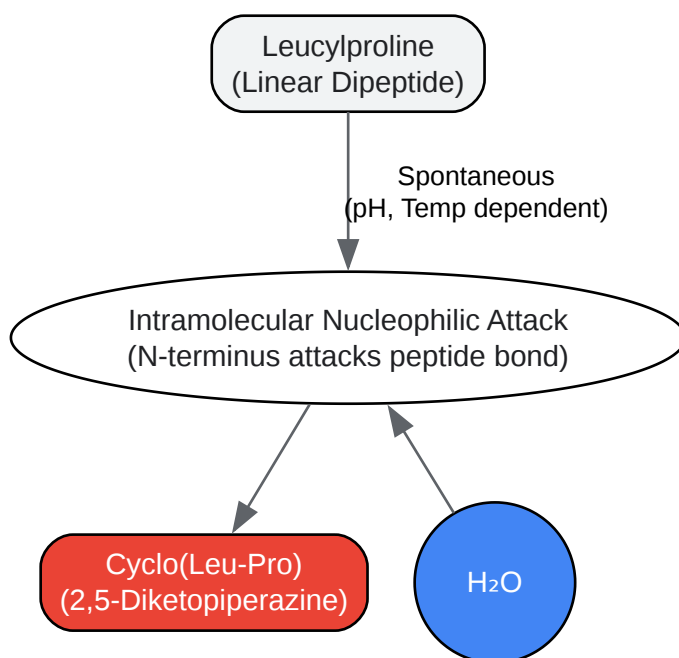 Leucylproline
(Linear Dipeptide)
Spontaneous
(pH, Temp dependent)
Intramolecular Nucleophilic Attack
(N-terminus attacks peptide bond)
Cyclo(Leu-Pro)
(2,5-Diketopiperazine)
H₂O